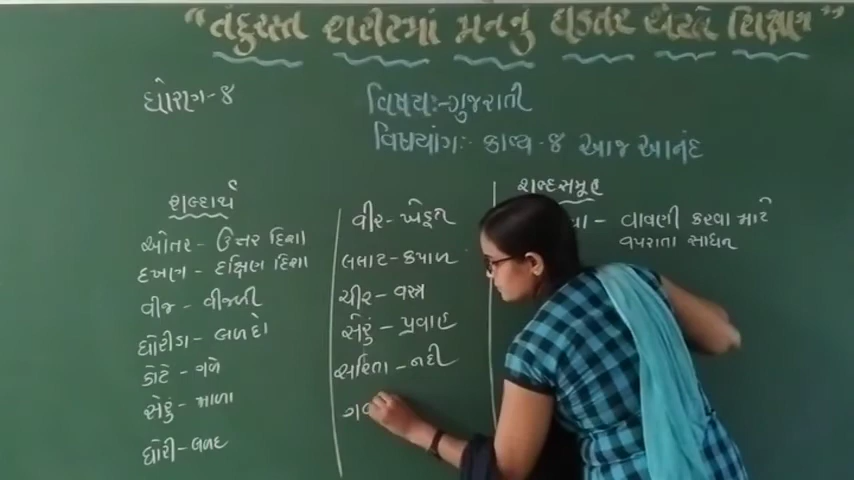 “તંદુરસ્ત શરીરમાં મનનું ઘડતર એટલે શિક્ષણ”
ધોરણ-૪
વિષયઃ-ગુજરાતી
વિષયાંગઃ- કાવ્ય-૪ આજ આનંદ
શબ્દાર્થ
ઓતર - ઉત્તર દિશા
દખણ - દક્ષિણ દિશા
વીજ - વીજળી
ધોરીડા - બળદો
કોટે - ગળે
સેરું - માળા
ધોરી - બળદ
વીર - ખેડૂત
લલાટ - કપાળ
ચીર - વસ્ત્ર
સેરું - પ્રવાહ
સરિતા - નદી
શબ્દસમૂહ
- વાવણી કરવા માટે
વપરાતા સાધન